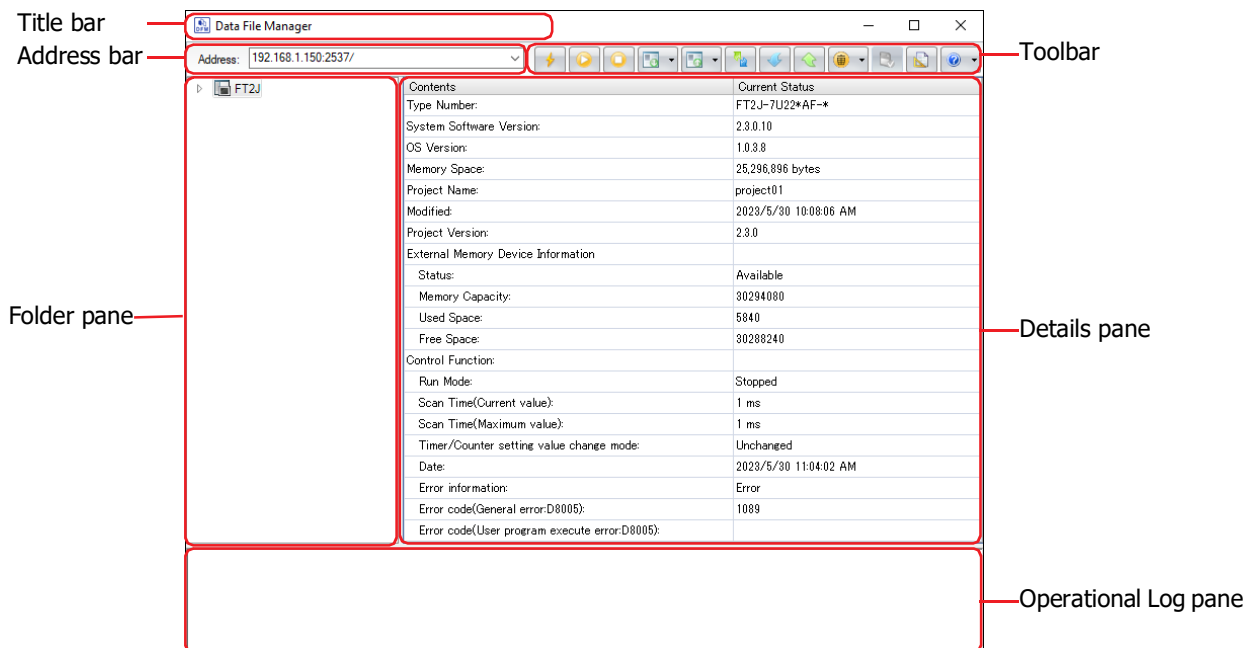 Title bar
Data File Manager
Address bar
Address: 192.168.1.150:2537/
Toolbar
FT2J
Contents Current Status
Type Number: FT2J-7U22*AF-*
System Software Version: 2.3.0.10
OS Version: 1.0.3.8
Memory Space: 25,296,896 bytes
Project Name: project01
Modified: 2023/5/30 10:08:06 AM
Project Version: 2.3.0
External Memory Device Information
Status: Available
Memory Capacity: 30294080
Folder pane
Used Space: 5840
Details pane
Free Space: 30288240
Control Function:
Run Mode: Stopped
Scan Time(Current value): 1 ms
Scan Time(Maximum value): 1 ms
Timer/Counter setting value change mode: Unchanged
Date: 2023/5/30 11:04:02 AM
Error information: Error
Error code(General error:D8005): 1089
Error code(User program execute error:D8005):
Operational Log pane